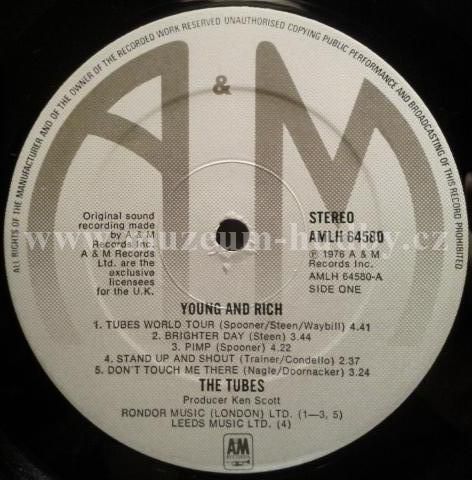 ALL RIGHTS OF THE MANUFACTURER AND OF THE OWNER OF THE RECORDED WORK RESERVED UNAUTHORISED COPYING PUBLIC PERFORMANCE AND BROADCASTING OF THIS RECORD PROHIBITED
A & M
www.muzeum-hudby.cz
Original sound
recording made
by A & M
Records Inc.
A & M Records
Ltd. are the
exclusive
licensees
for the U.K.
STEREO
AMLH 64580
℗ 1976 A & M
Records Inc.
AMLH 64580-A
SIDE ONE
YOUNG AND RICH
1. TUBES WORLD TOUR (Spooner/Steen/Waybill) 4.41
2. BRIGHTER DAY (Steen) 3.44
3. PIMP (Spooner) 4.22
4. STAND UP AND SHOUT (Trainer/Condello) 2.37
5. DON'T TOUCH ME THERE (Nagle/Doornacker) 3.24
THE TUBES
Producer Ken Scott
RONDOR MUSIC (LONDON) LTD. (1—3, 5)
LEEDS MUSIC LTD. (4)
A&M
RECORDS